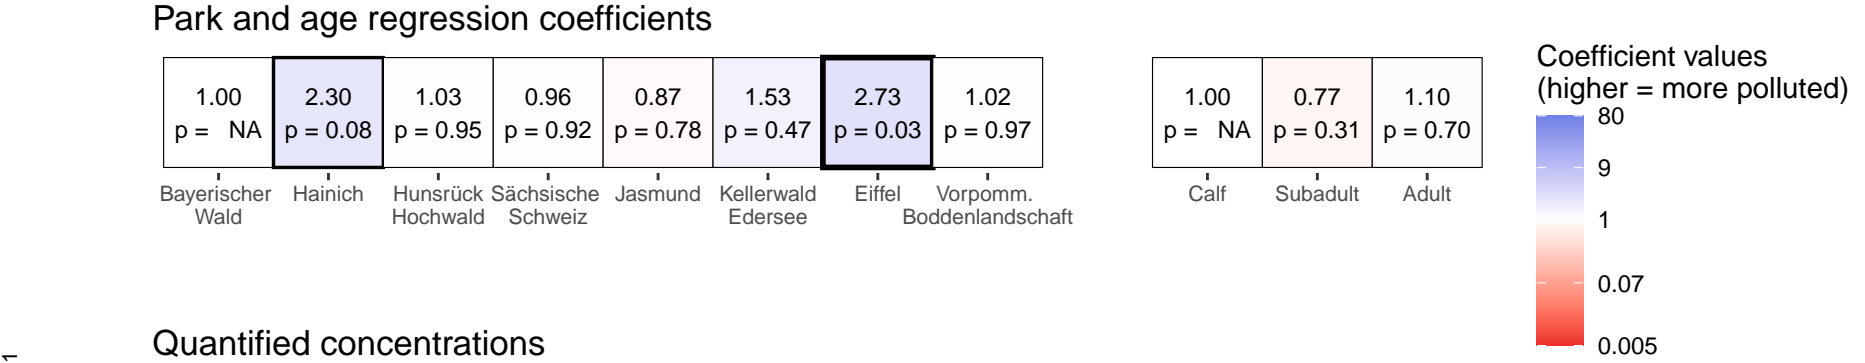 Park and age regression coefficients
1.00 2.30 1.03 0.96 0.87 1.53 2.73 1.02
p = NA p = 0.08 p = 0.95 p = 0.92 p = 0.78 p = 0.47 p = 0.03 p = 0.97
Bayerischer Hainich Hunsrück Sächsische Jasmund Kellerwald Eiffel Vorpomm.
Wald Hochwald Schweiz Edersee Boddenlandschaft
1.00 0.77 1.10
p = NA p = 0.31 p = 0.70
Calf Subadult Adult
Coefficient values
(higher = more polluted)
80
9
1
0.07
0.005
Quantified concentrations
1